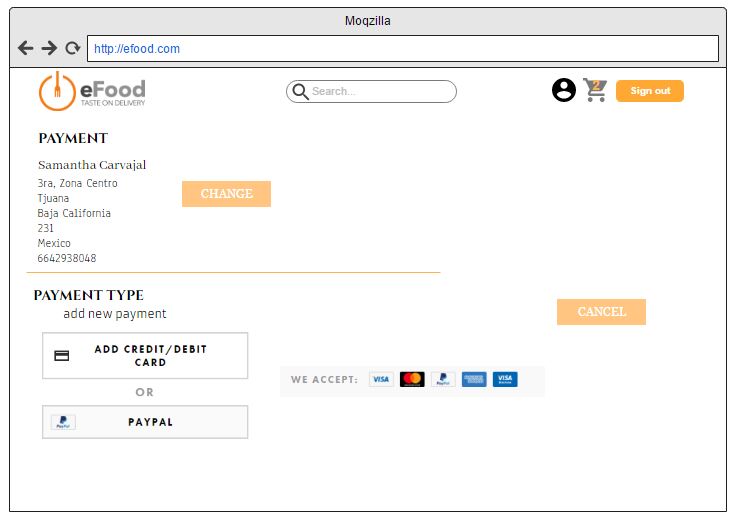 Moqzilla
http://efood.com
eFood
TASTE ON DELIVERY
Search...
2
Sign out
PAYMENT
Samantha Carvajal
3ra, Zona Centro
Tjuana
Baja California
231
Mexico
6642938048
CHANGE
PAYMENT TYPE
add new payment
CANCEL
ADD CREDIT/DEBIT
CARD
OR
PAYPAL
WE ACCEPT:
VISA
PayPal
VISA